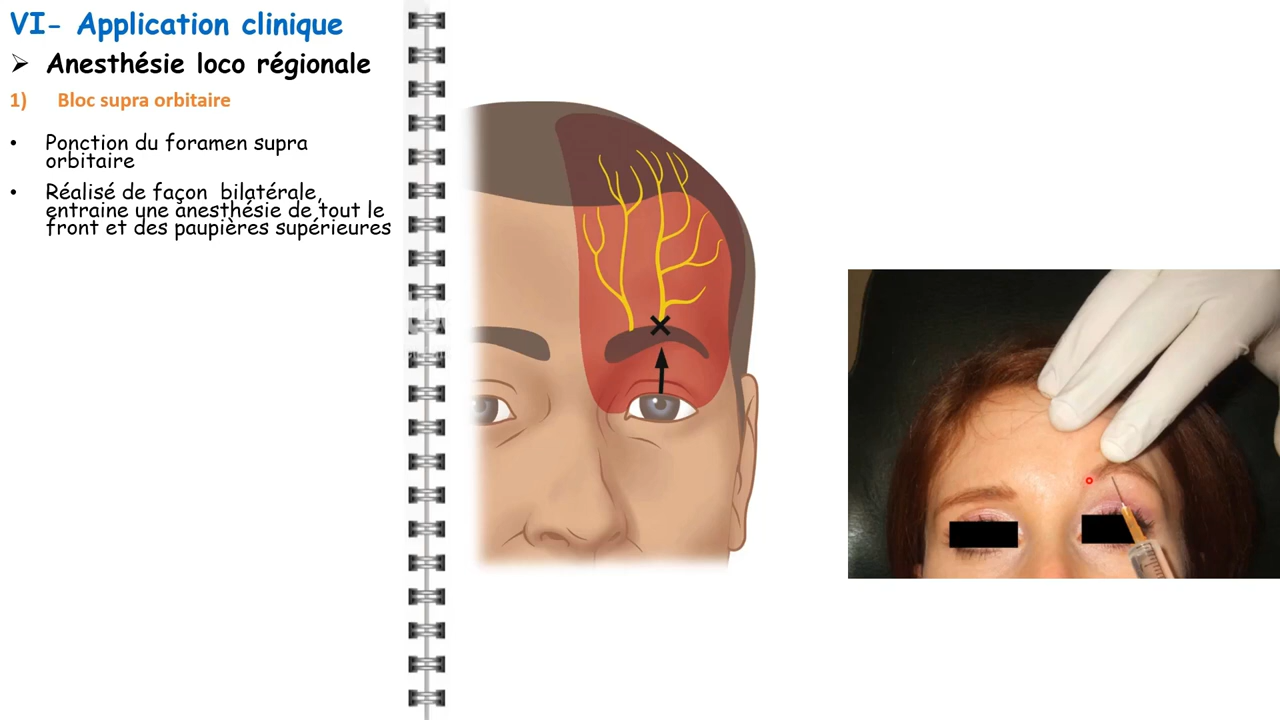 VI- Application clinique
➢ Anesthésie loco régionale
1) Bloc supra orbitaire
• Ponction du foramen supra
orbitaire
• Réalisé de façon bilatérale,
entraine une anesthésie de tout le
front et des paupières supérieures